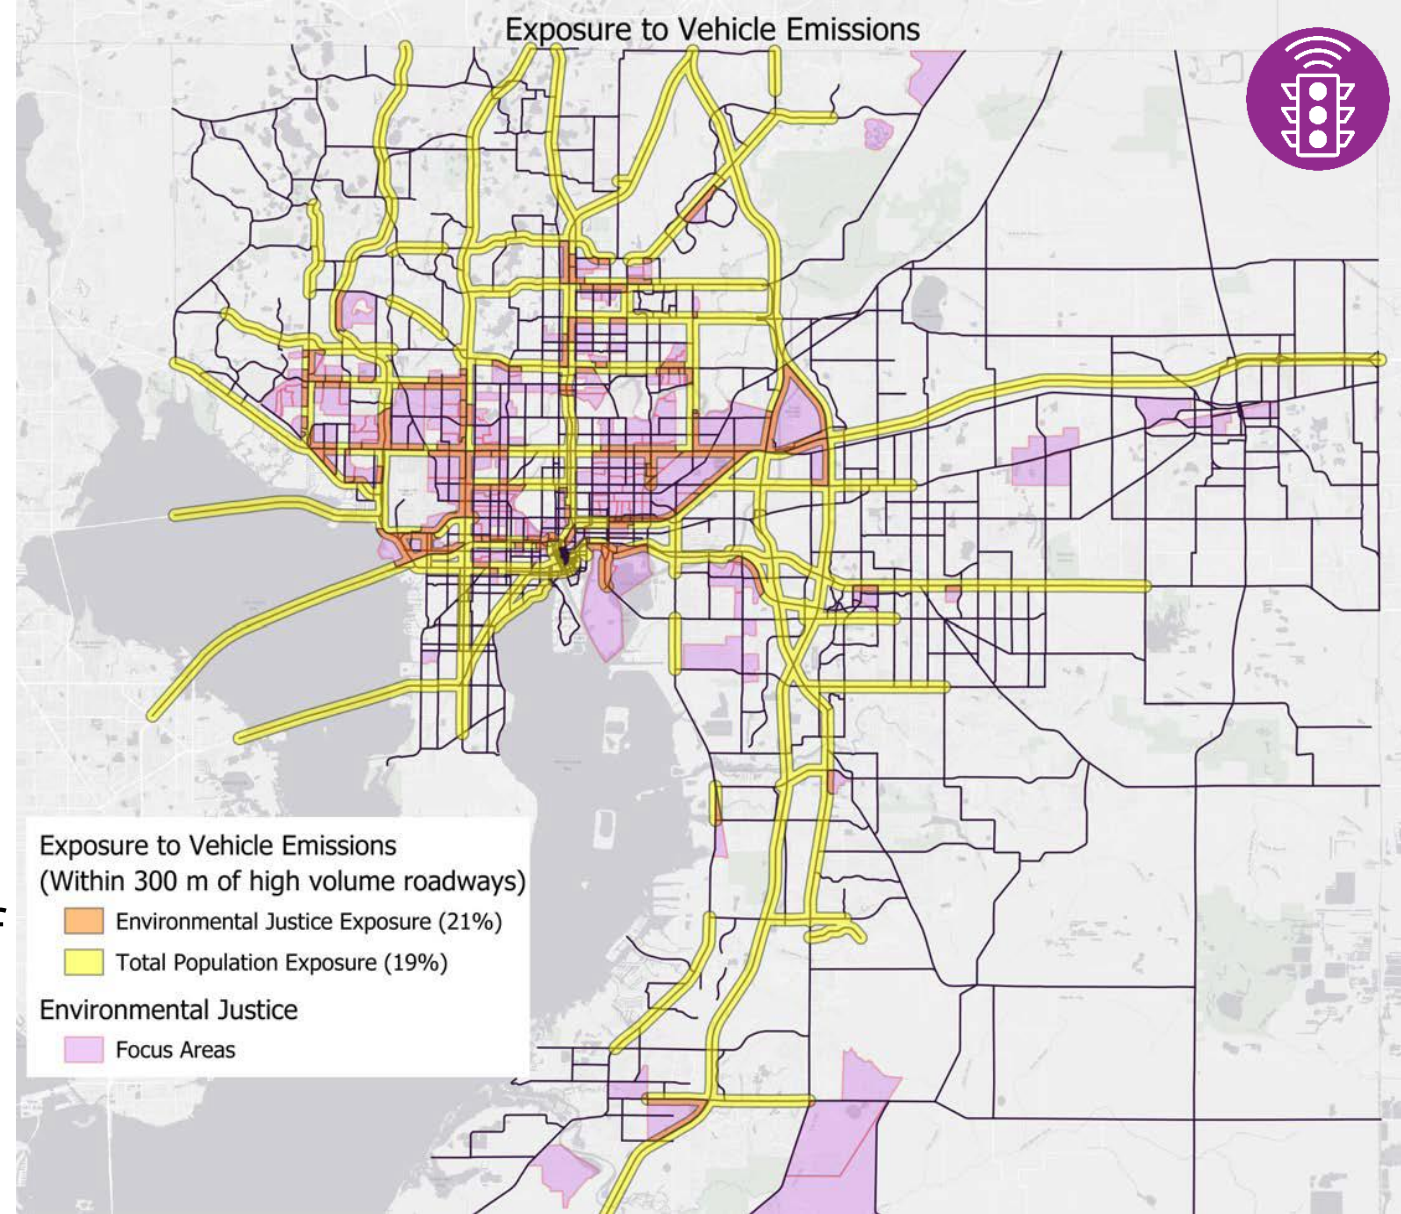 Exposure to Vehicle Emissions
Exposure to Vehicle Emissions
(Within 300 m of high volume roadways)
Environmental Justice Exposure (21%)
Total Population Exposure (19%)
Environmental Justice
Focus Areas